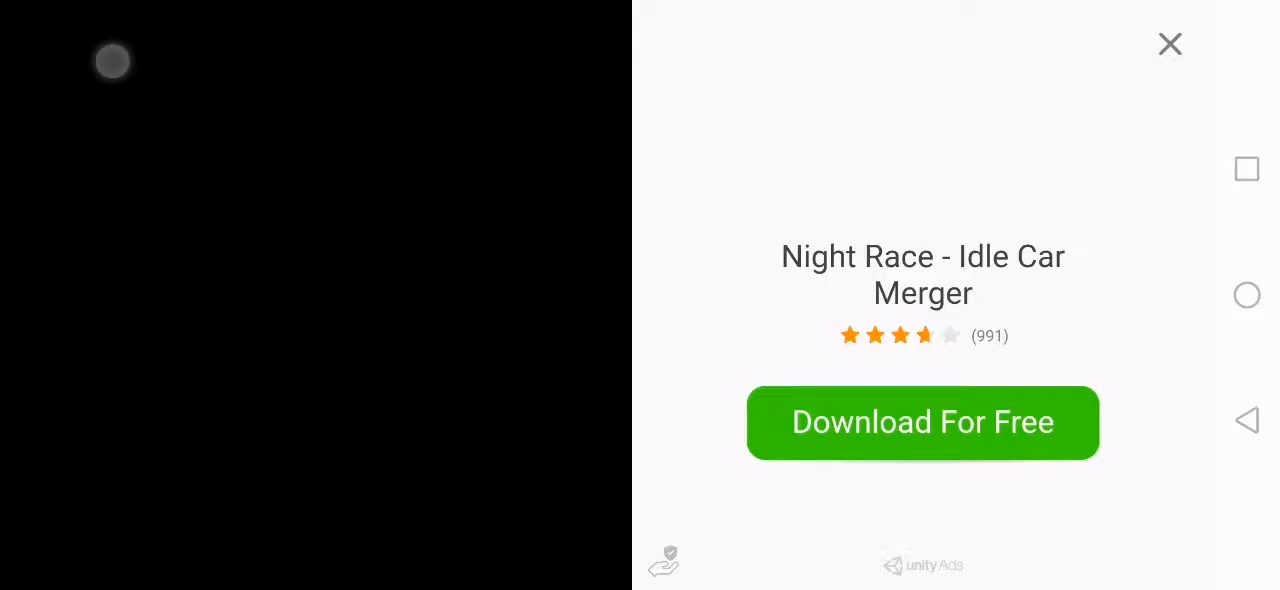 Night Race - Idle Car
Merger
(991)
Download For Free
unity Ads